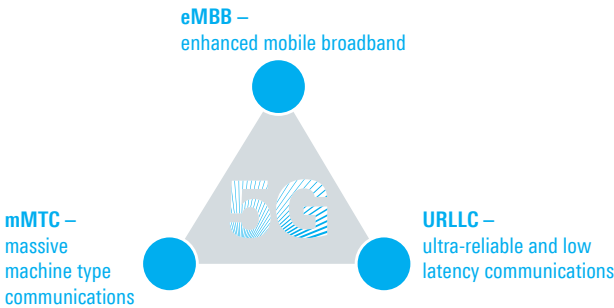 eMBB –
enhanced mobile broadband
5G
mMTC –
massive
machine type
communications
URLLC –
ultra-reliable and low
latency communications